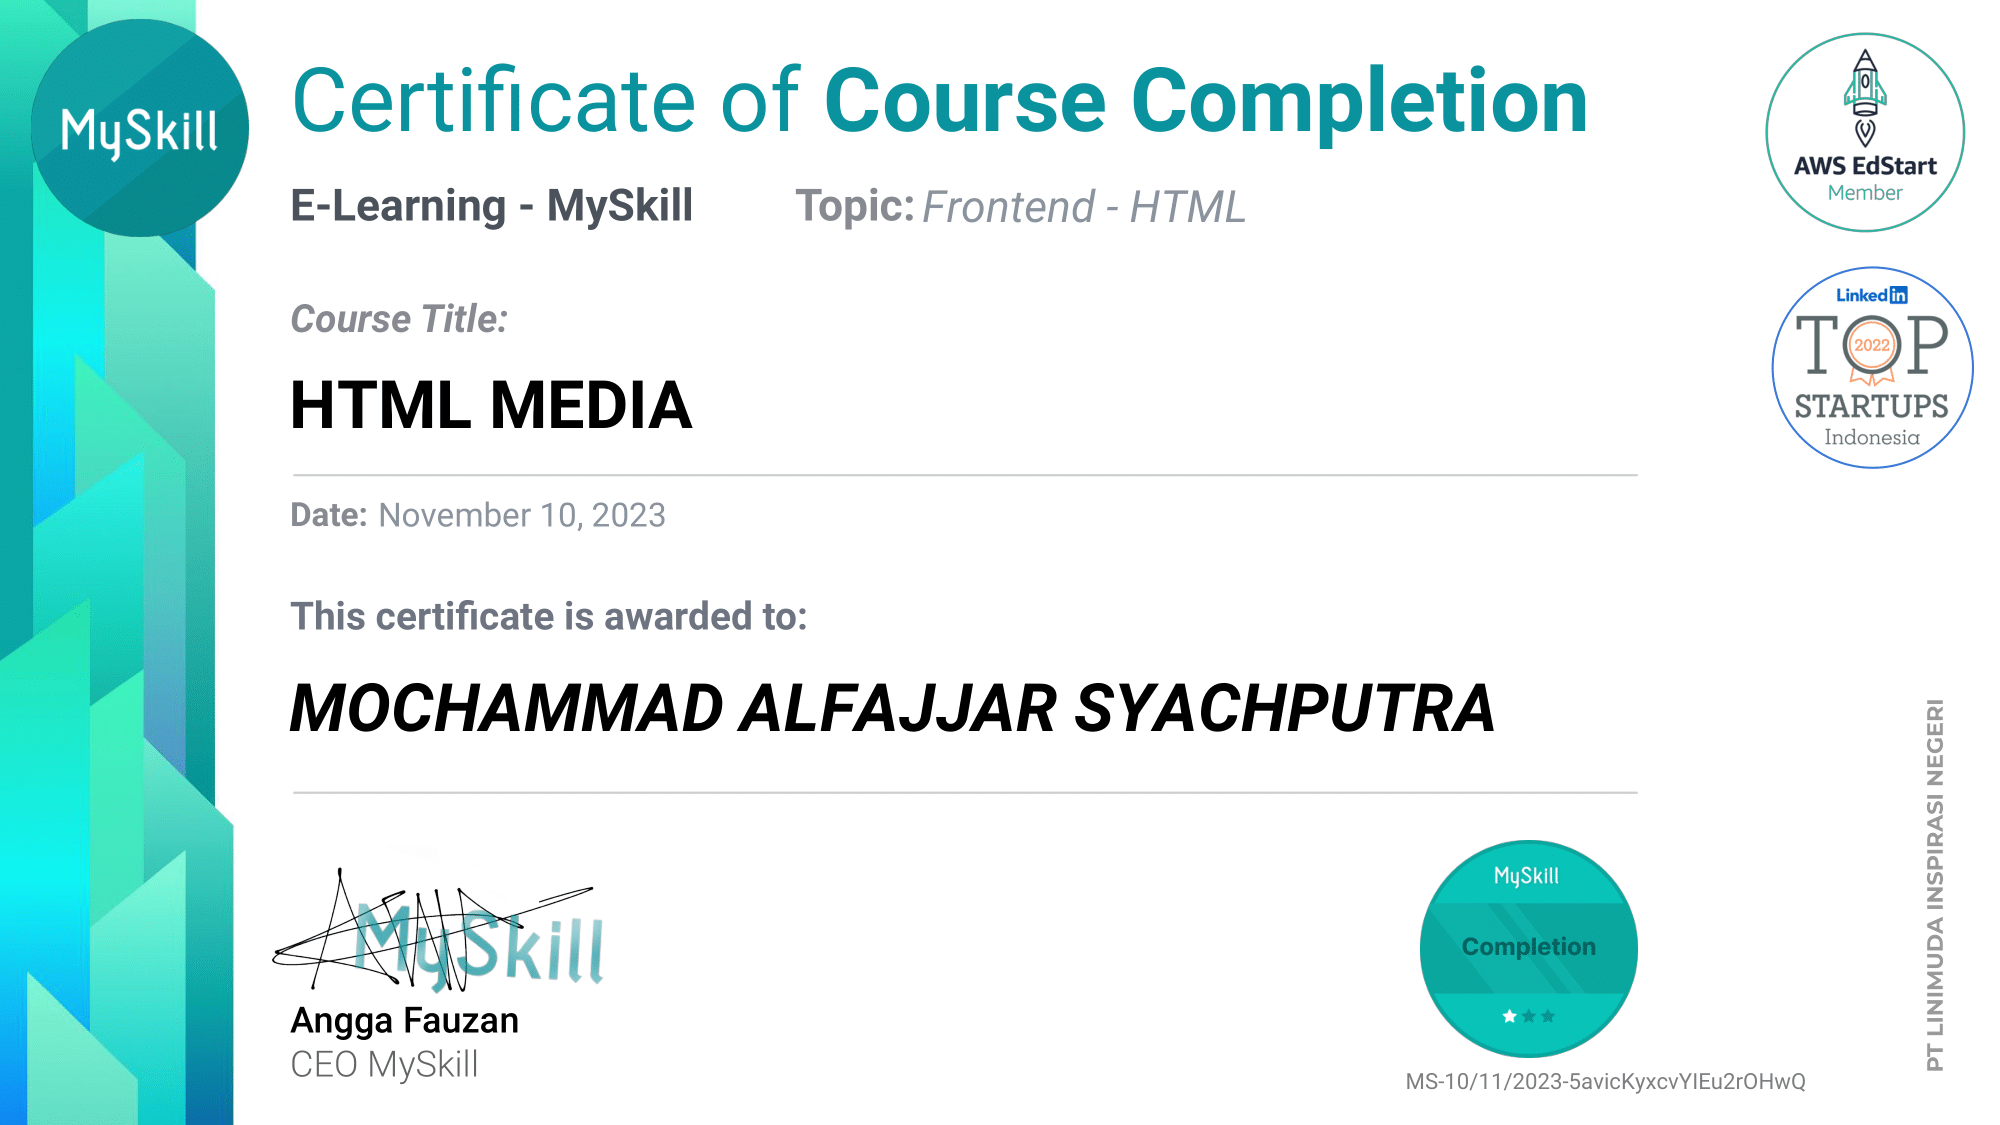 MySkill
Certificate of Course Completion
E-Learning - MySkill
Topic: Frontend - HTML
AWS EdStart
Member
Course Title:
HTML MEDIA
LinkedIn
TOP
2022
STARTUPS
Indonesia
Date: November 10, 2023
This certificate is awarded to:
MOCHAMMAD ALFAJJAR SYACHPUTRA
MySkill
Angga Fauzan
CEO MySkill
MySkill
Completion
MS-10/11/2023-5avicKyxcvYIEu2rOHwQ
PT LINIMUDA INSPIRASI NEGERI